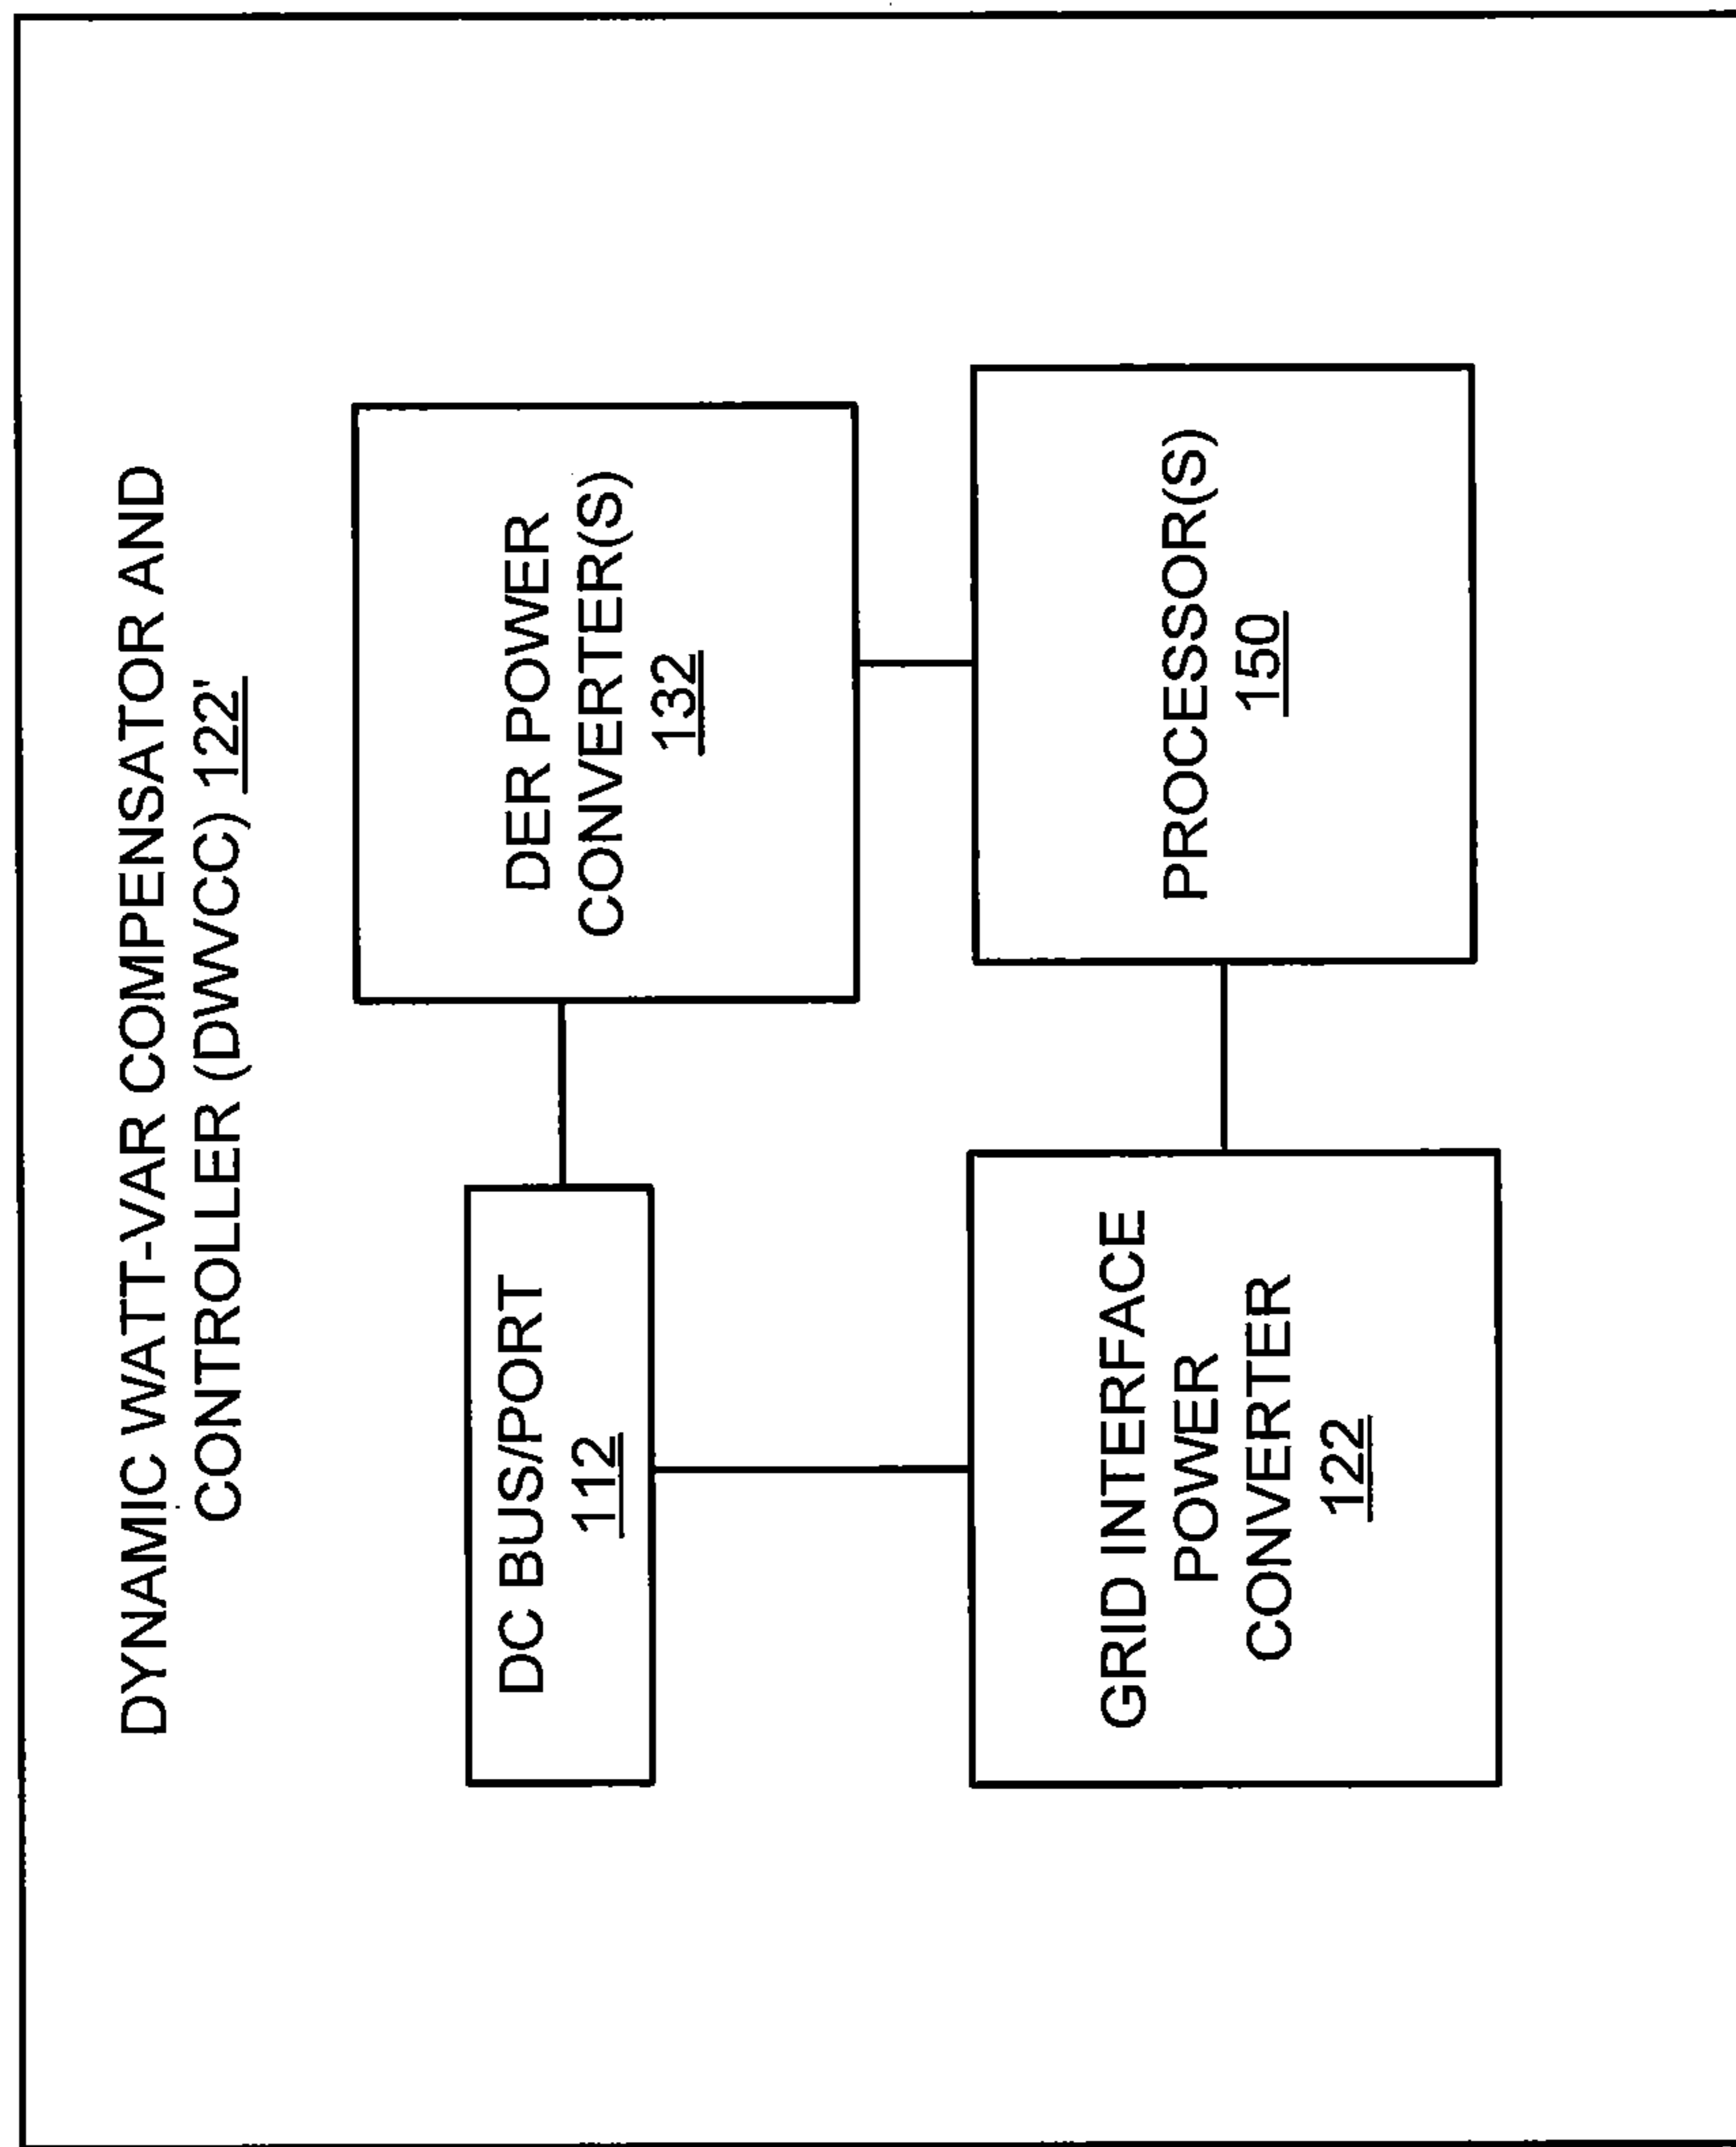 DYNAMIC WATT-VAR COMPENSATOR AND
CONTROLLER (DWVCC) 122'
DC BUS/PORT
112
DER POWER
CONVERTER(S)
132
GRID INTERFACE
POWER
CONVERTER
122
PROCESSOR(S)
150